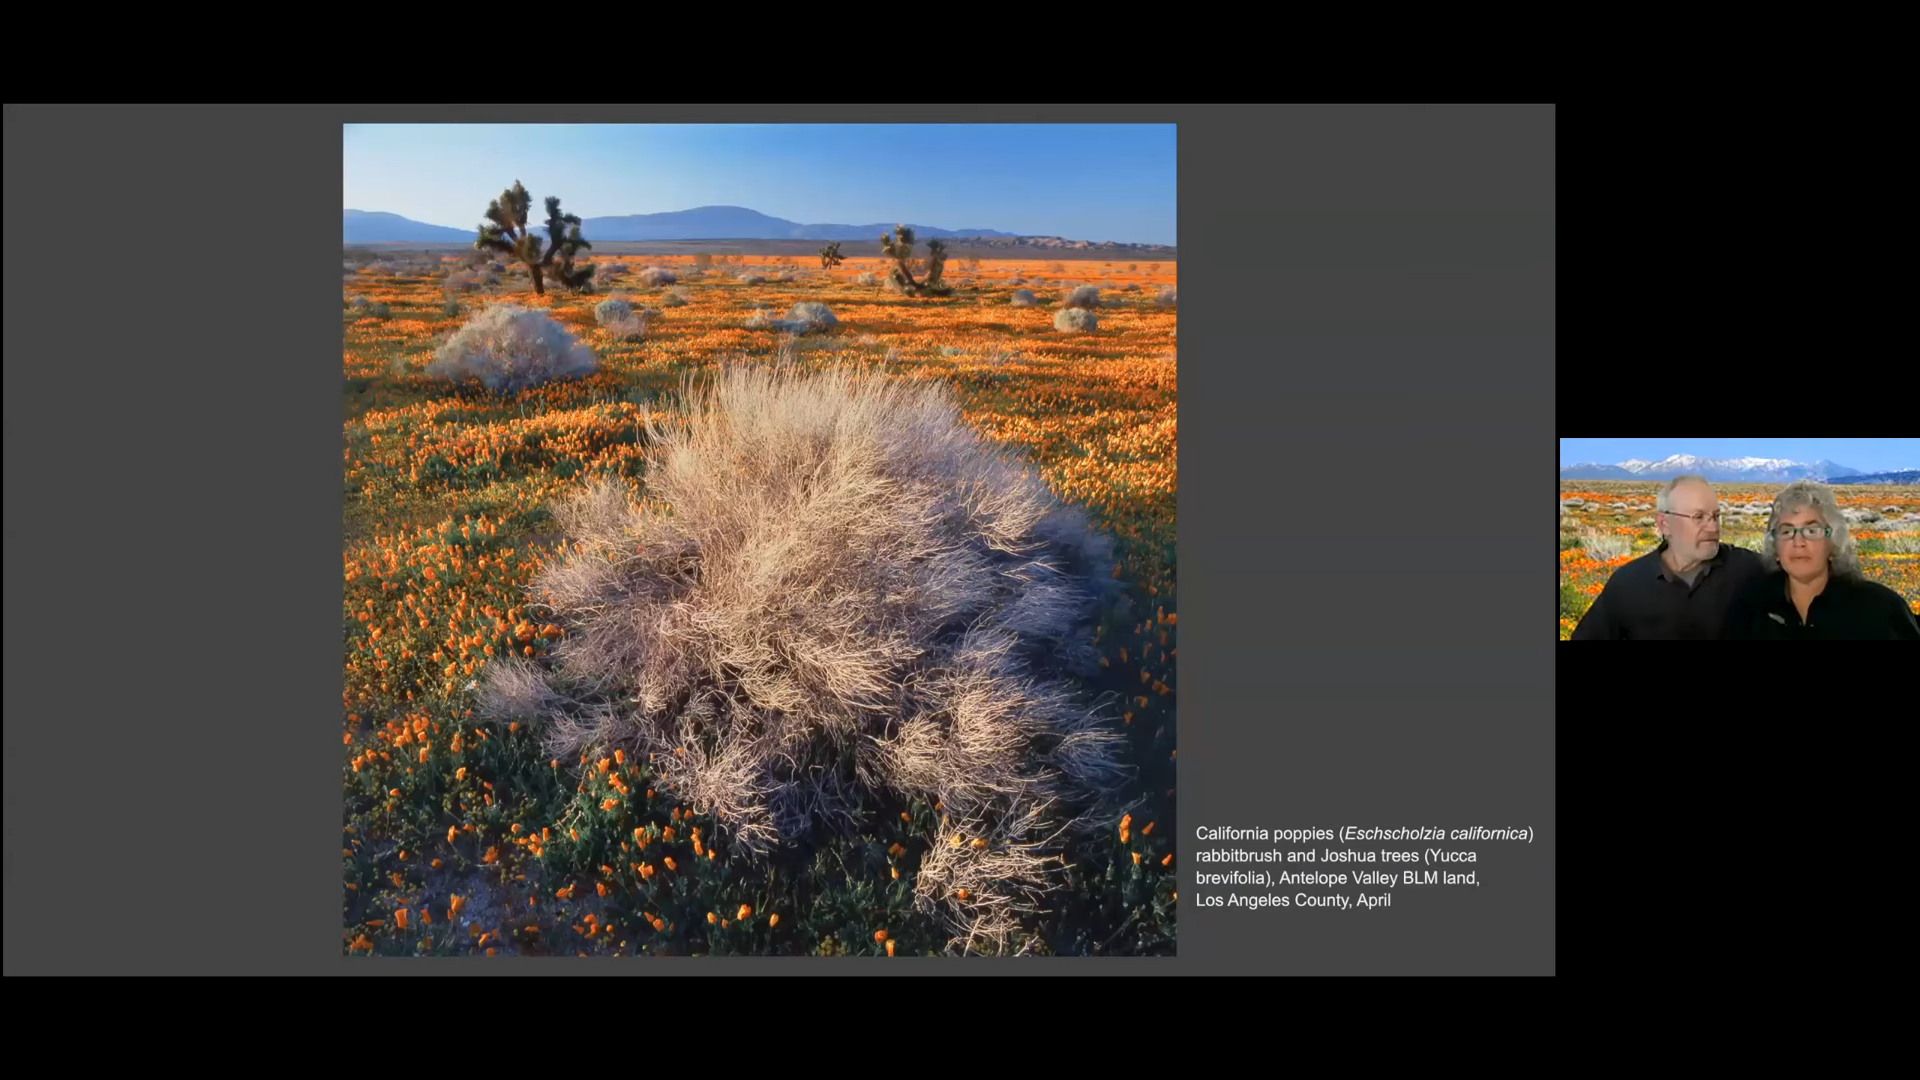 California poppies (Eschscholzia californica)
rabbitbrush and Joshua trees (Yucca
brevifolia), Antelope Valley BLM land,
Los Angeles County, April